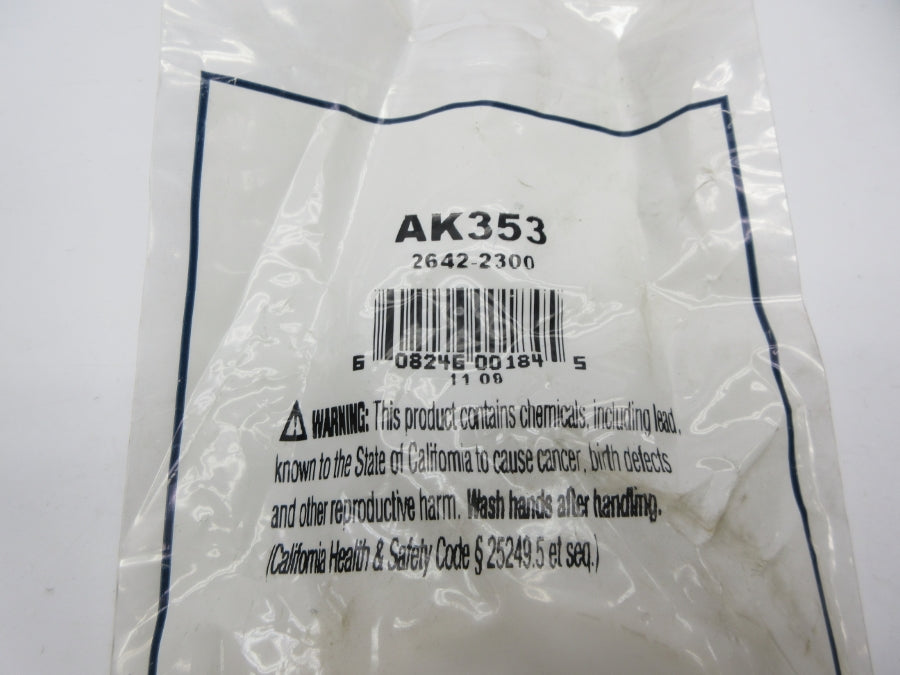 AK353
2642-2300
6 08246 00184 5
11 09
WARNING: This product contains chemicals, including lead,
known to the State of California to cause cancer, birth defects
and other reproductive harm. Wash hands after handling.
(California Health & Safety Code § 25249.5 et seq.)